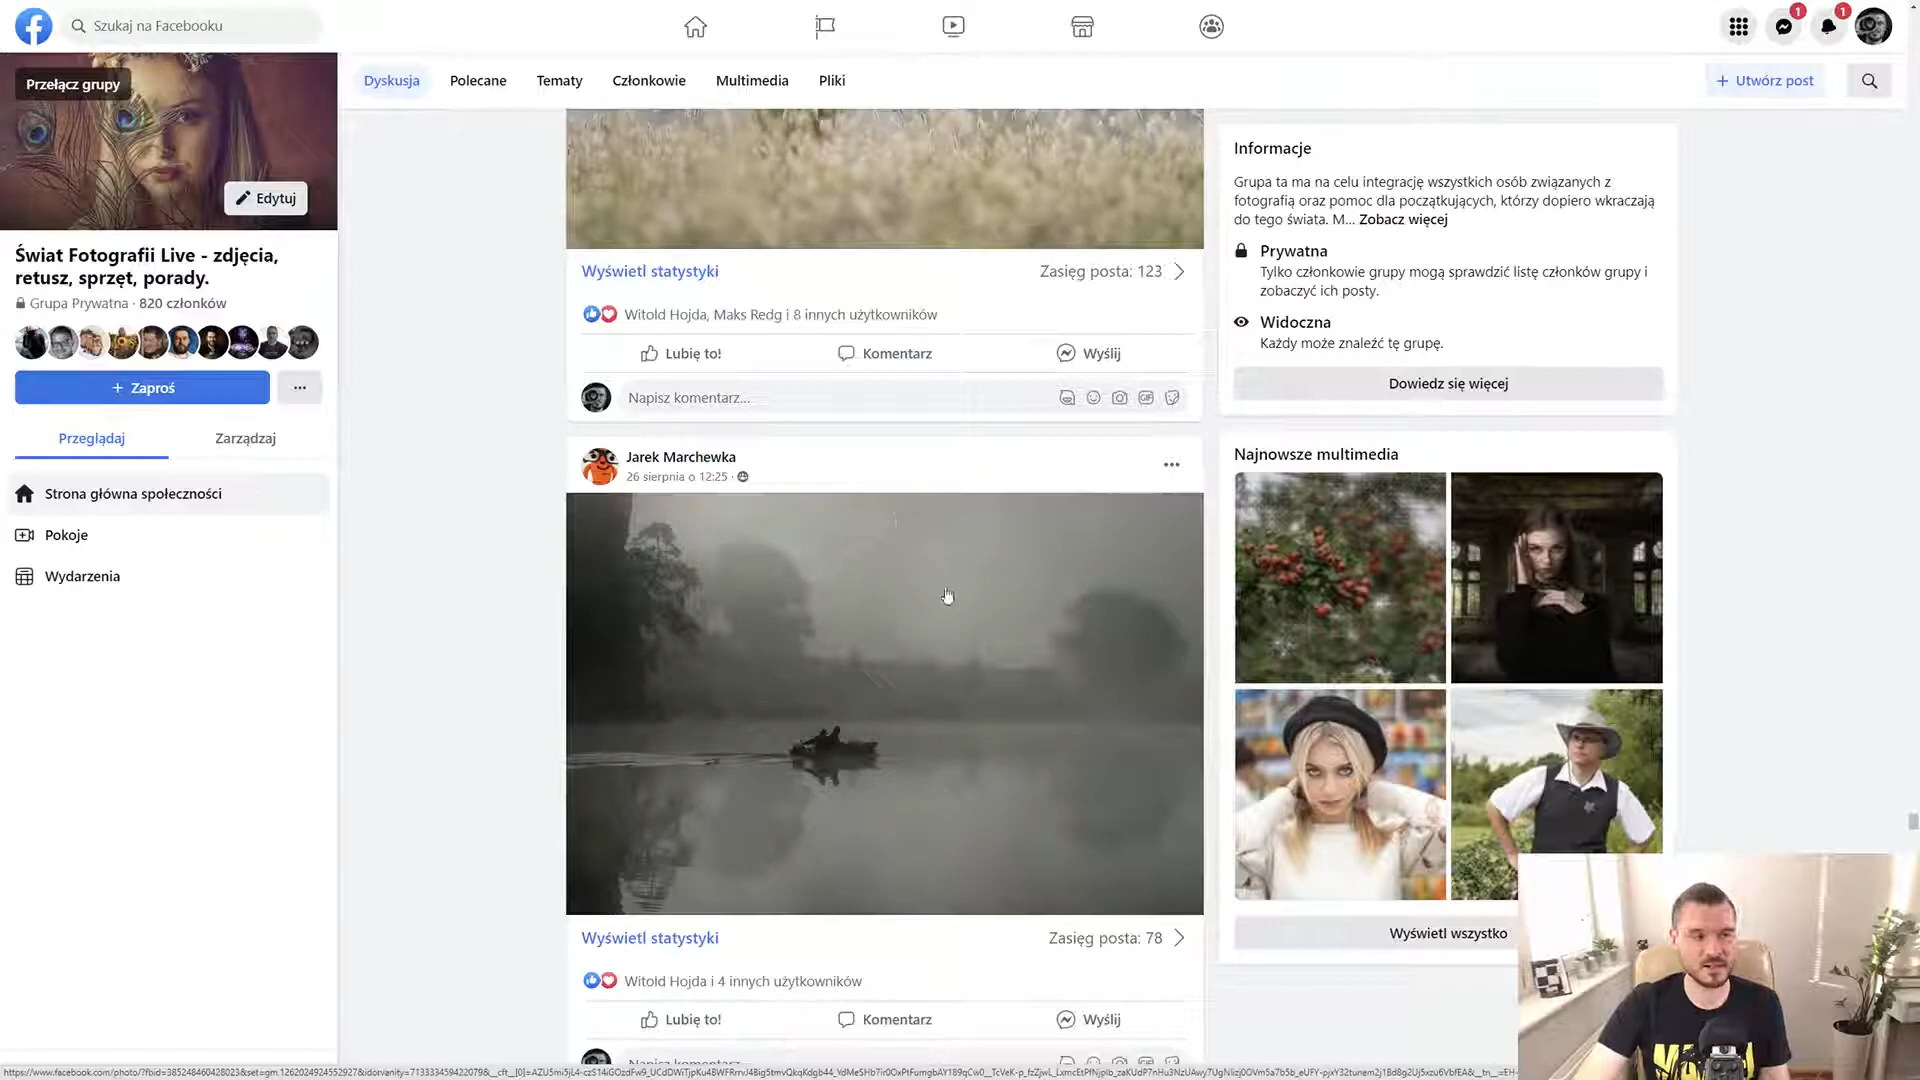 Szukaj na Facebooku
1
1
Przełącz grupy
Edytuj
Świat Fotografii Live - zdjęcia,
retusz, sprzęt, porady.
Grupa Prywatna · 820 członków
+ Zaproś
Przeglądaj
Zarządzaj
Strona główna społeczności
Pokoje
Wydarzenia
Dyskusja
Polecane
Tematy
Członkowie
Multimedia
Pliki
+ Utwórz post
Wyświetl statystyki
Zasięg posta: 123
Witold Hojda, Maks Redg i 8 innych użytkowników
Lubię to!
Komentarz
Wyślij
Napisz komentarz...
GIF
Jarek Marchewka
26 sierpnia o 12:25 ·
Wyświetl statystyki
Zasięg posta: 78
Witold Hojda i 4 innych użytkowników
Lubię to!
Komentarz
Wyślij
Napisz komentarz...
Informacje
Grupa ta ma na celu integrację wszystkich osób związanych z
fotografią oraz pomoc dla początkujących, którzy dopiero wkraczają
do tego świata. M... Zobacz więcej
Prywatna
Tylko członkowie grupy mogą sprawdzić listę członków grupy i
zobaczyć ich posty.
Widoczna
Każdy może znaleźć tę grupę.
Dowiedz się więcej
Najnowsze multimedia
Wyświetl wszystko